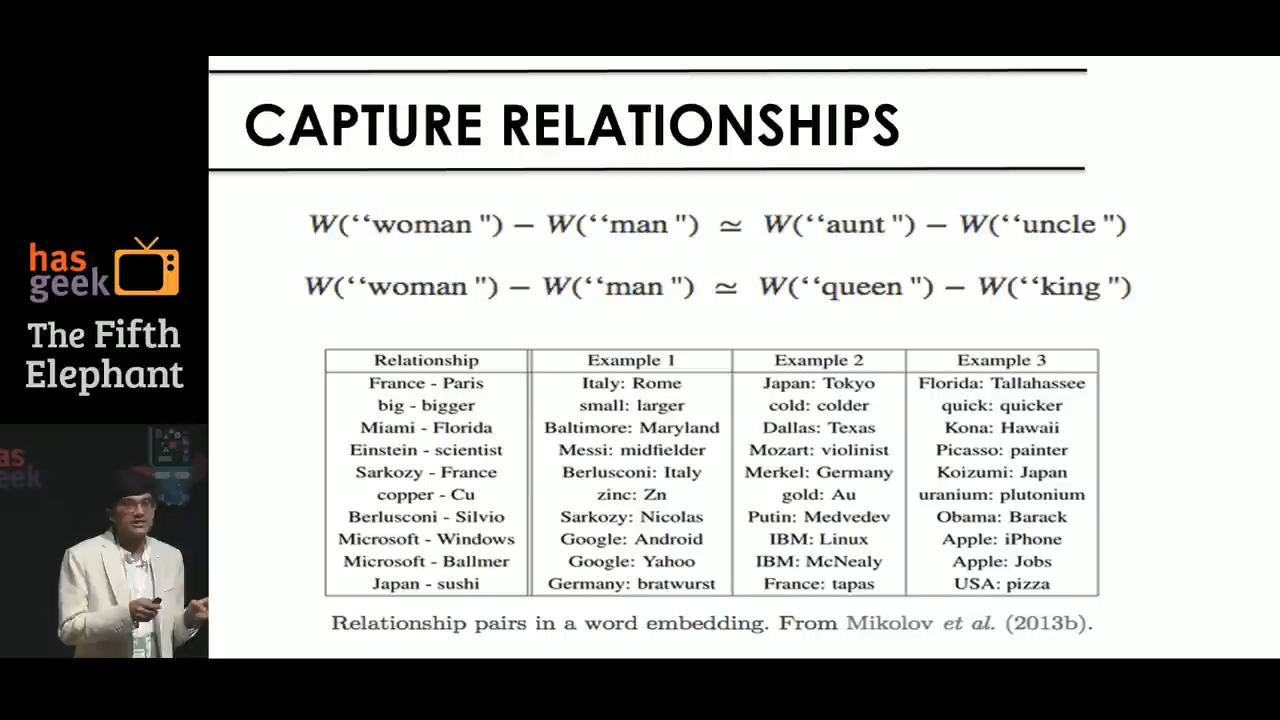 CAPTURE RELATIONSHIPS
W(‘‘woman ") − W(‘‘man ") ≃ W(‘‘aunt ") − W(‘‘uncle ")
W(‘‘woman ") − W(‘‘man ") ≃ W(‘‘queen ") − W(‘‘king ")
has
geek
The Fifth
Elephant
Relationship Example 1 Example 2 Example 3
France - Paris Italy: Rome Japan: Tokyo Florida: Tallahassee
big - bigger small: larger cold: colder quick: quicker
Miami - Florida Baltimore: Maryland Dallas: Texas Kona: Hawaii
Einstein - scientist Messi: midfielder Mozart: violinist Picasso: painter
Sarkozy - France Berlusconi: Italy Merkel: Germany Koizumi: Japan
copper - Cu zinc: Zn gold: Au uranium: plutonium
Berlusconi - Silvio Sarkozy: Nicolas Putin: Medvedev Obama: Barack
Microsoft - Windows Google: Android IBM: Linux Apple: iPhone
Microsoft - Ballmer Google: Yahoo IBM: McNealy Apple: Jobs
Japan - sushi Germany: bratwurst France: tapas USA: pizza
Relationship pairs in a word embedding. From Mikolov et al. (2013b).
as
eek